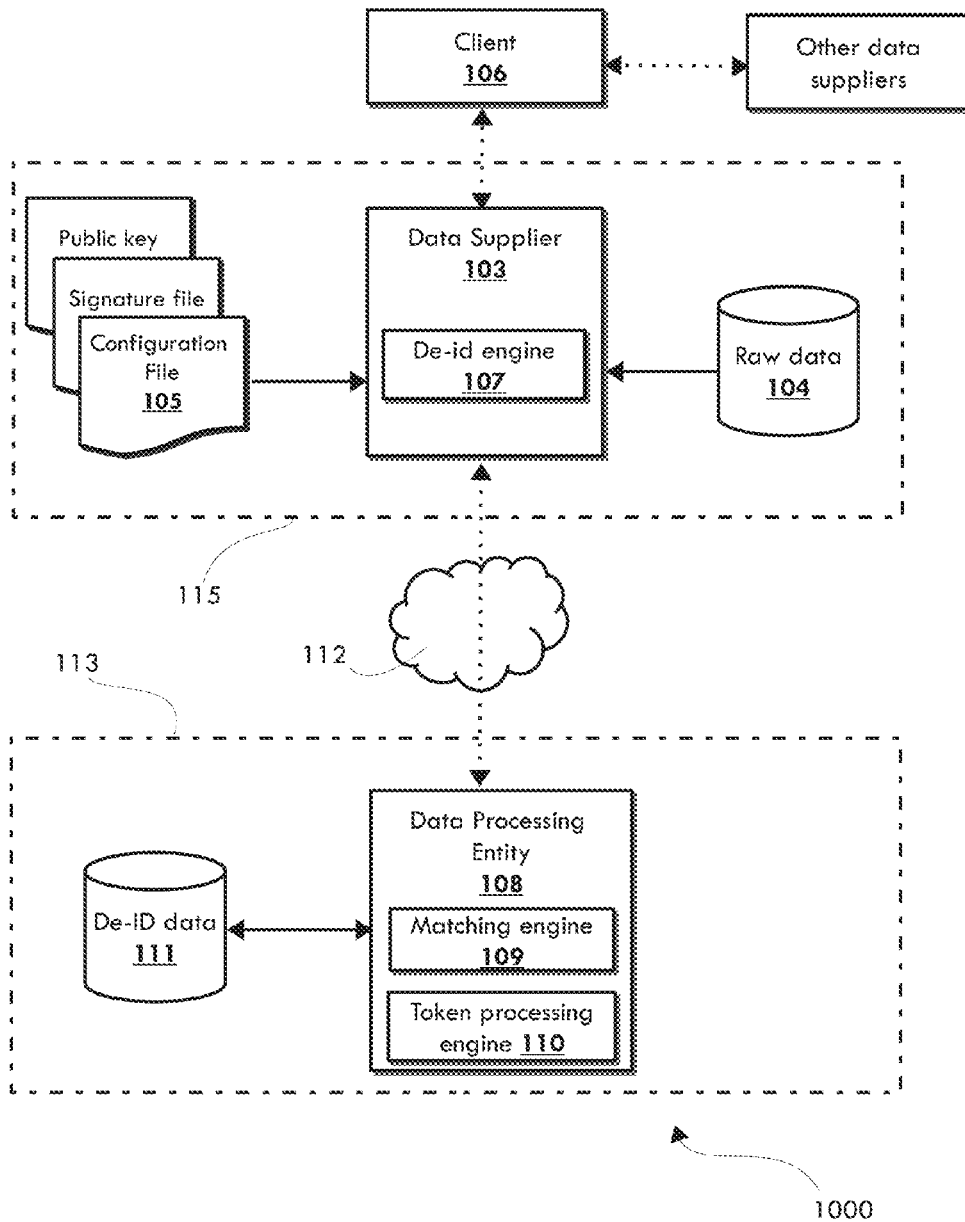 Client
106
Other data
suppliers
Public key
Signature file
Configuration
File
105
Data Supplier
103
De-id engine
107
Raw data
104
115
112
113
De-ID data
111
Data Processing
Entity
108
Matching engine
109
Token processing
engine 110
1000